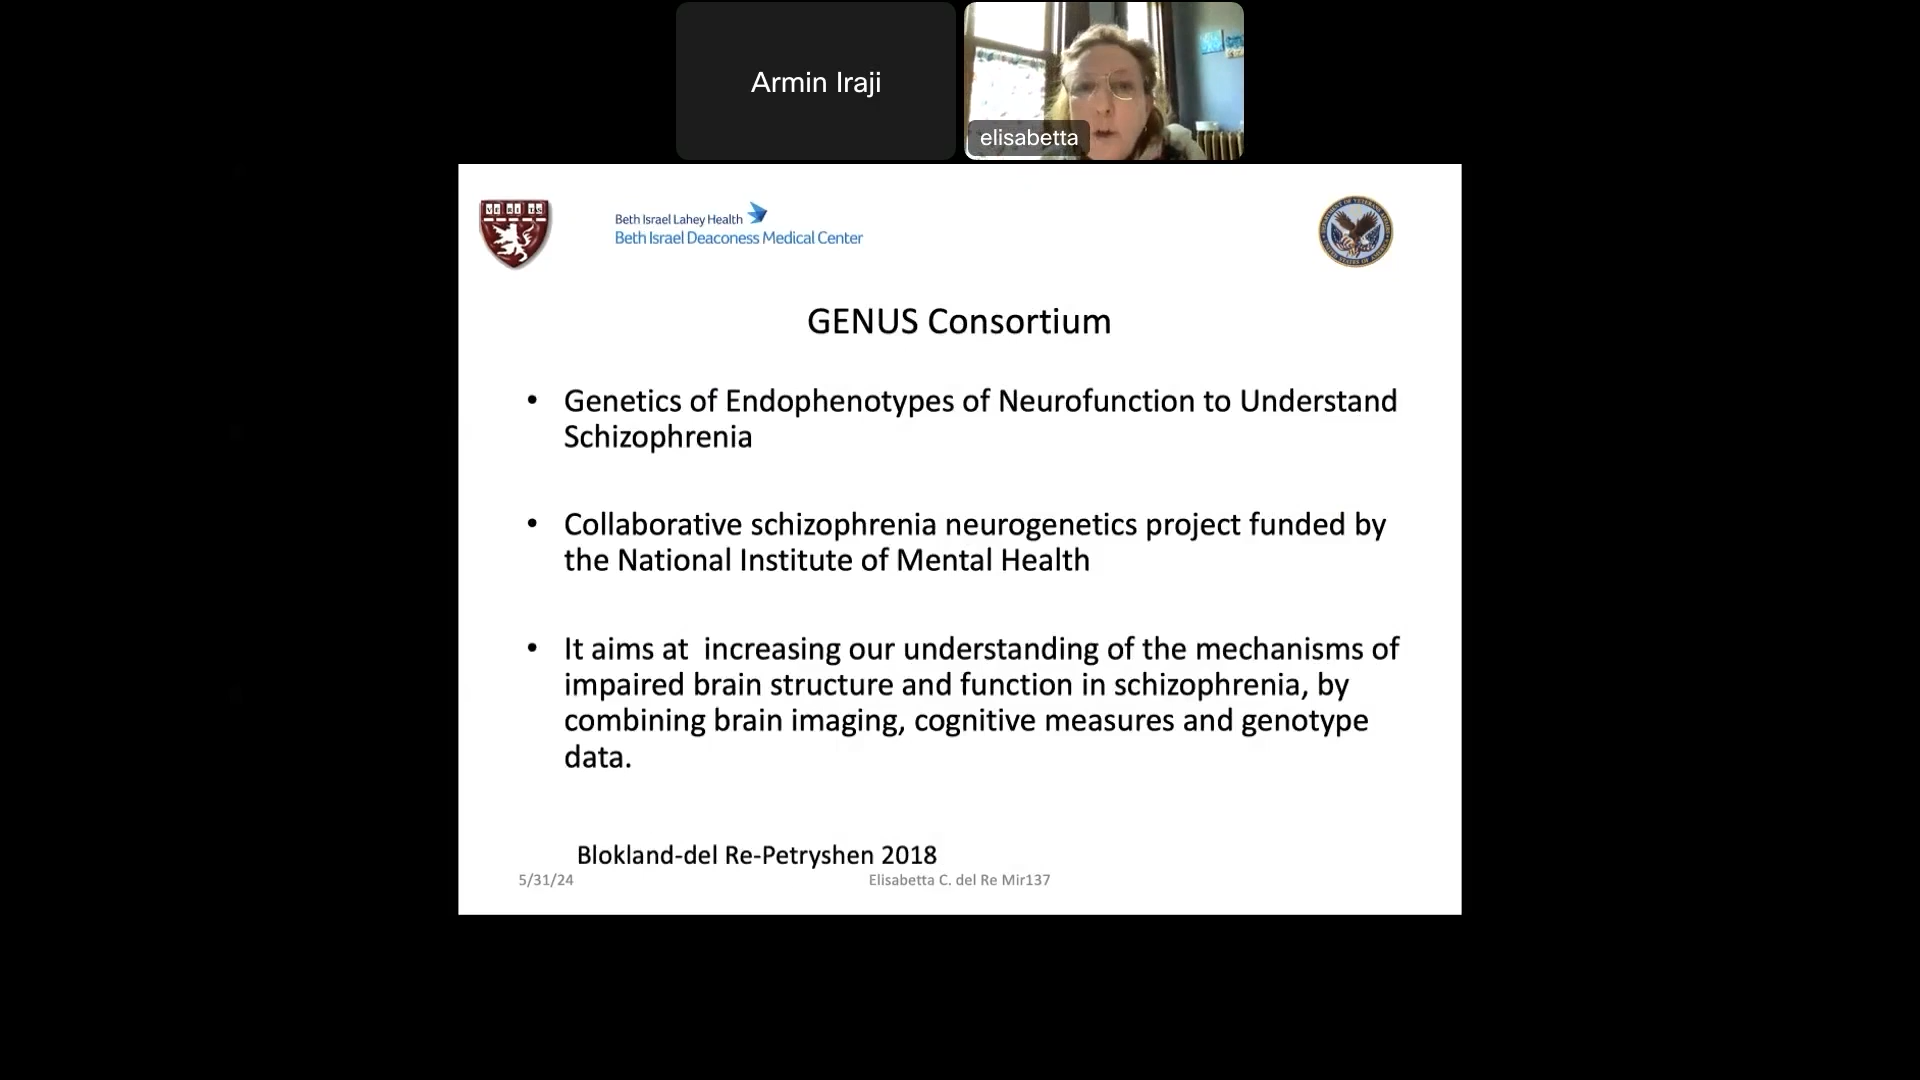 Armin Iraji
elisabetta
VE RI TAS
Beth Israel Lahey Health
Beth Israel Deaconess Medical Center
GENUS Consortium
• Genetics of Endophenotypes of Neurofunction to Understand
Schizophrenia
• Collaborative schizophrenia neurogenetics project funded by
the National Institute of Mental Health
• It aims at  increasing our understanding of the mechanisms of
impaired brain structure and function in schizophrenia, by
combining brain imaging, cognitive measures and genotype
data.
Blokland-del Re-Petryshen 2018
5/31/24
Elisabetta C. del Re Mir137